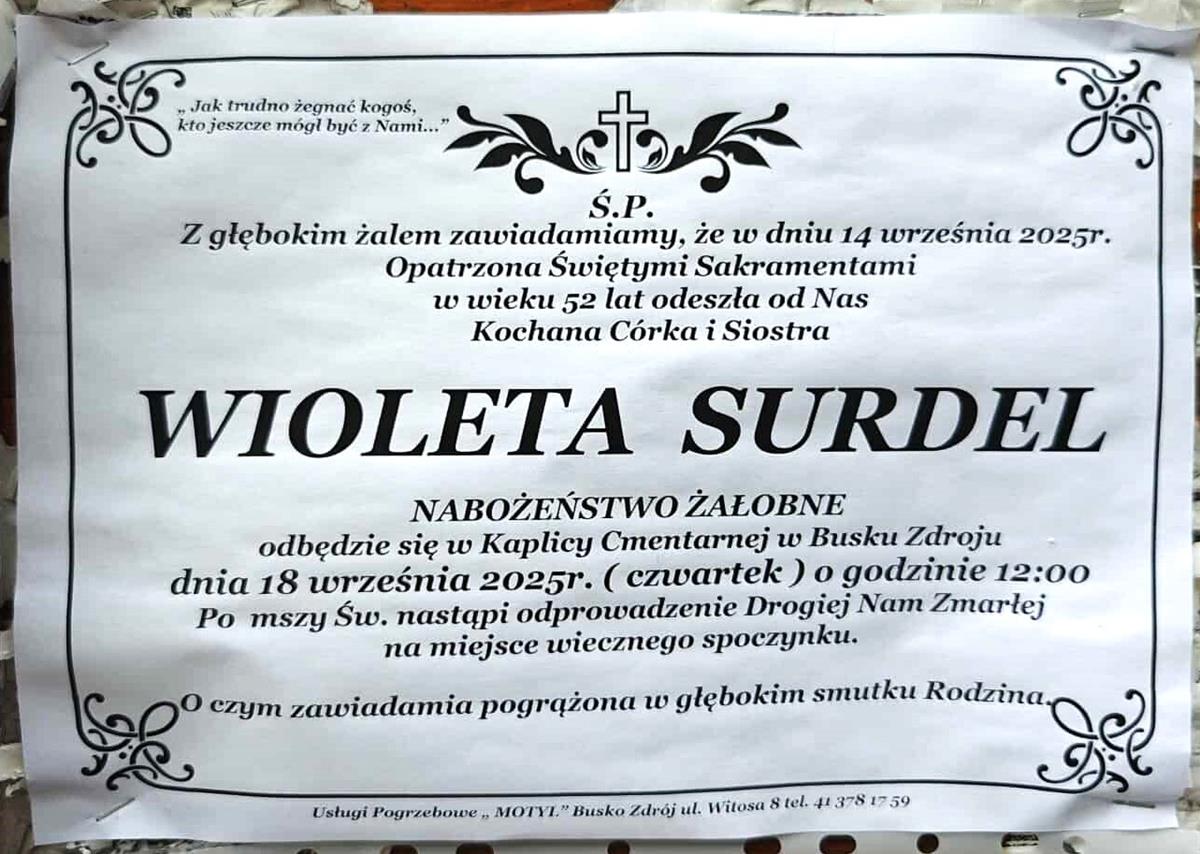 „ Jak trudno żegnać kogoś,
kto jeszcze mógł być z Nami...”
Ś.P.
Z głębokim żalem zawiadamiamy, że w dniu 14 września 2025r.
Opatrzona Świętymi Sakramentami
w wieku 52 lat odeszła od Nas
Kochana Córka i Siostra
WIOLETA SURDEL
NABOŻEŃSTWO ŻAŁOBNE
odbędzie się w Kaplicy Cmentarnej w Busku Zdroju
dnia 18 września 2025r. ( czwartek ) o godzinie 12:00
Po mszy Św. nastąpi odprowadzenie Drogiej Nam Zmarłej
na miejsce wiecznego spoczynku.
O czym zawiadamia pogrążona w głębokim smutku Rodzina.
Usługi Pogrzebowe „ MOTYL” Busko Zdrój ul. Witosa 8 tel. 41 378 17 59